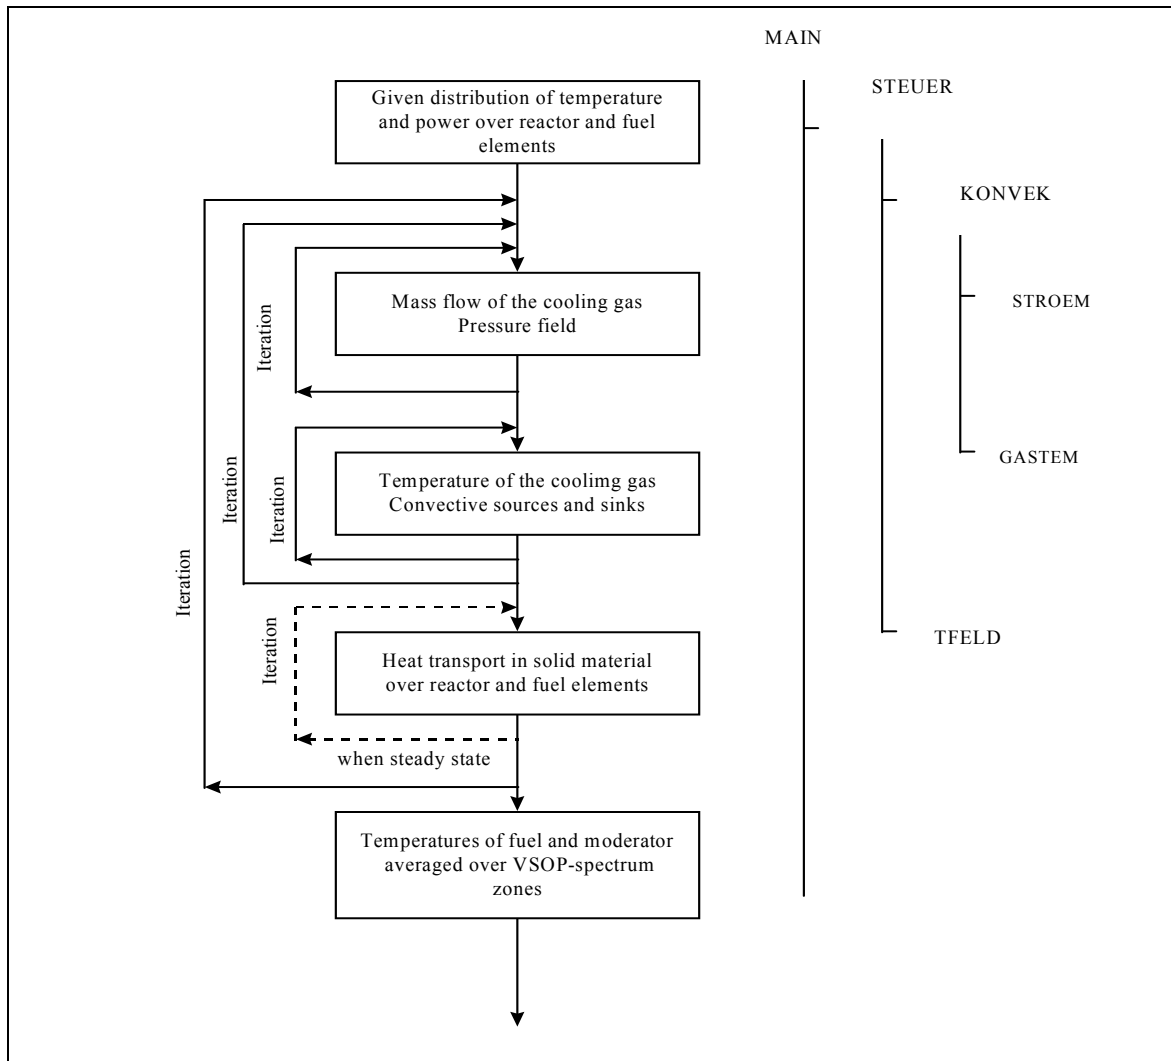 MAIN
STEUER
KONVEK
STROEM
GASTEM
TFELD
Given distribution of temperature
and power over reactor and fuel
elements
Mass flow of the cooling gas
Pressure field
Iteration
Temperature of the coolimg gas
Convective sources and sinks
Iteration
Iteration
Iteration
Heat transport in solid material
over reactor and fuel elements
Iteration
when steady state
Temperatures of fuel and moderator
averaged over VSOP-spectrum
zones